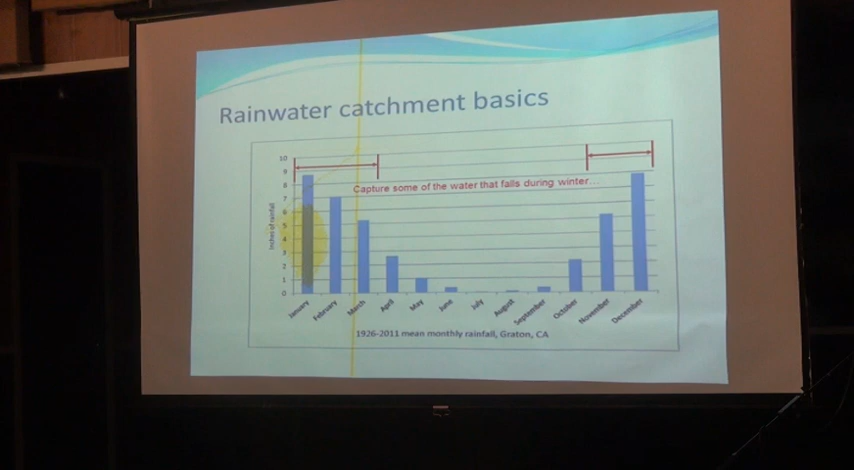 Rainwater catchment basics
10
9
8
7
6
5
4
3
2
1
0
Inches of rainfall
Capture some of the water that falls during winter...
January February March April May June July August September October November December
1926-2011 mean monthly rainfall, Graton, CA